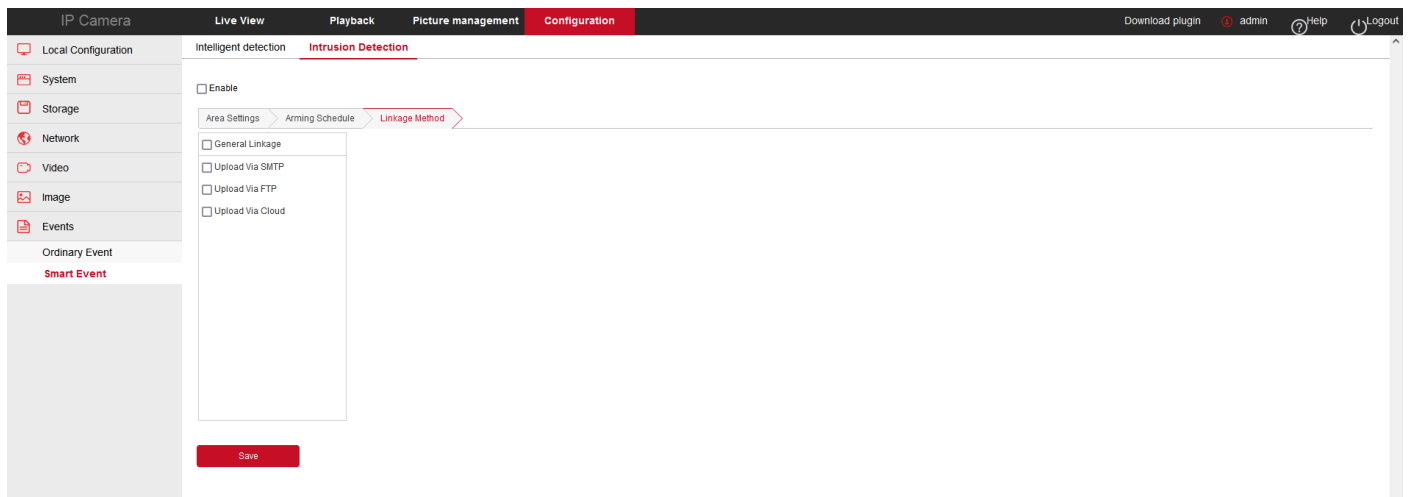 IP Camera Live View Playback Picture management Configuration Download plugin admin Help Logout
Local Configuration
System
Storage
Network
Video
Image
Events
Ordinary Event
Smart Event
Intelligent detection Intrusion Detection
Enable
Area Settings Arming Schedule Linkage Method
General Linkage
Upload Via SMTP
Upload Via FTP
Upload Via Cloud
Save